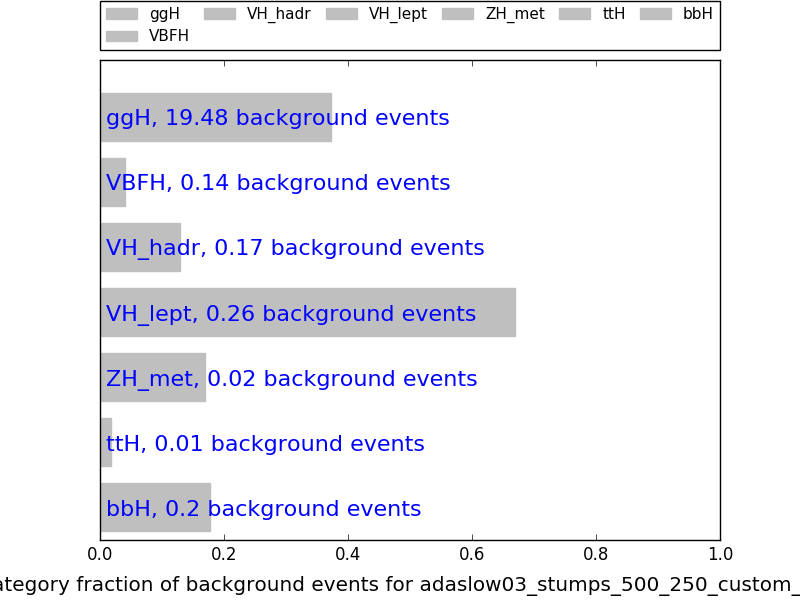 ggH VH_hadr VH_lept ZH_met ttH bbH
VBFH
ggH, 19.48 background events
VBFH, 0.14 background events
VH_hadr, 0.17 background events
VH_lept, 0.26 background events
ZH_met, 0.02 background events
ttH, 0.01 background events
bbH, 0.2 background events
0.0 0.2 0.4 0.6 0.8 1.0
ategory fraction of background events for adaslow03_stumps_500_250_custom_